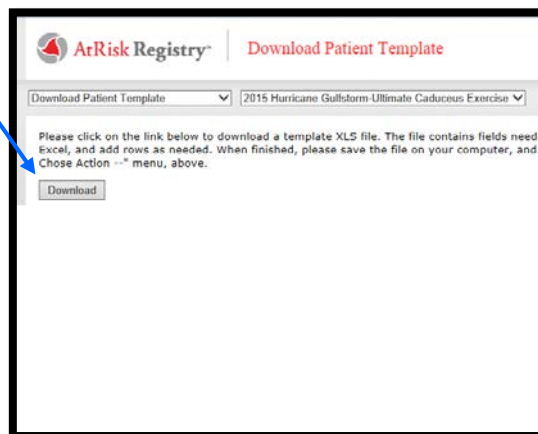 AtRisk Registry
Download Patient Template
Download Patient Template
2015 Hurricane Gullstorm-Ultimate Caduceus Exercise
Please click on the link below to download a template XLS file. The file contains fields need
Excel, and add rows as needed. When finished, please save the file on your computer, and
Chose Action --" menu, above.
Download